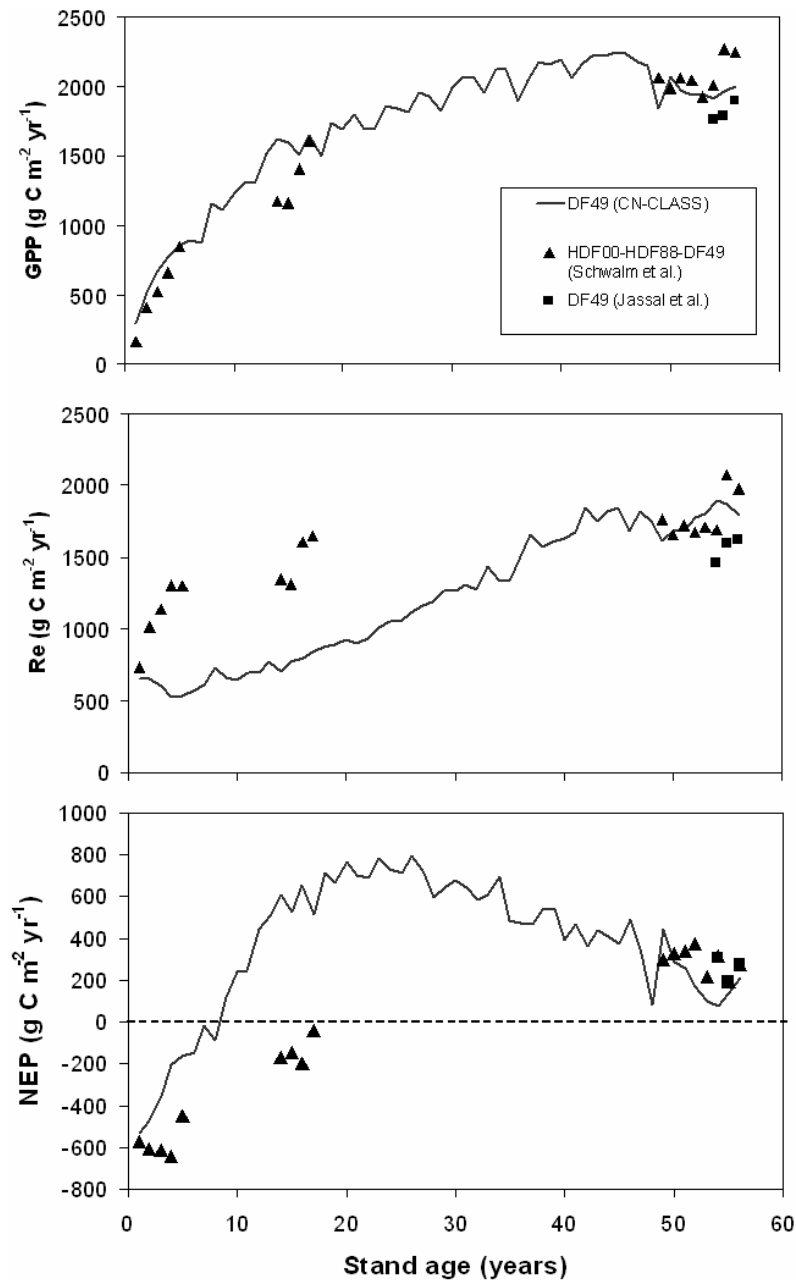 2500
2000
1500
1000
500
0
GPP (g C m-2 yr-1)
DF49 (CN-CLASS)
HDF00-HDF88-DF49
(Schwalm et al.)
DF49 (Jassal et al.)
2500
2000
1500
1000
500
0
Re (g C m-2 yr-1)
1000
800
600
400
200
0
-200
-400
-600
-800
NEP (g C m-2 yr-1)
0 10 20 30 40 50 60
Stand age (years)